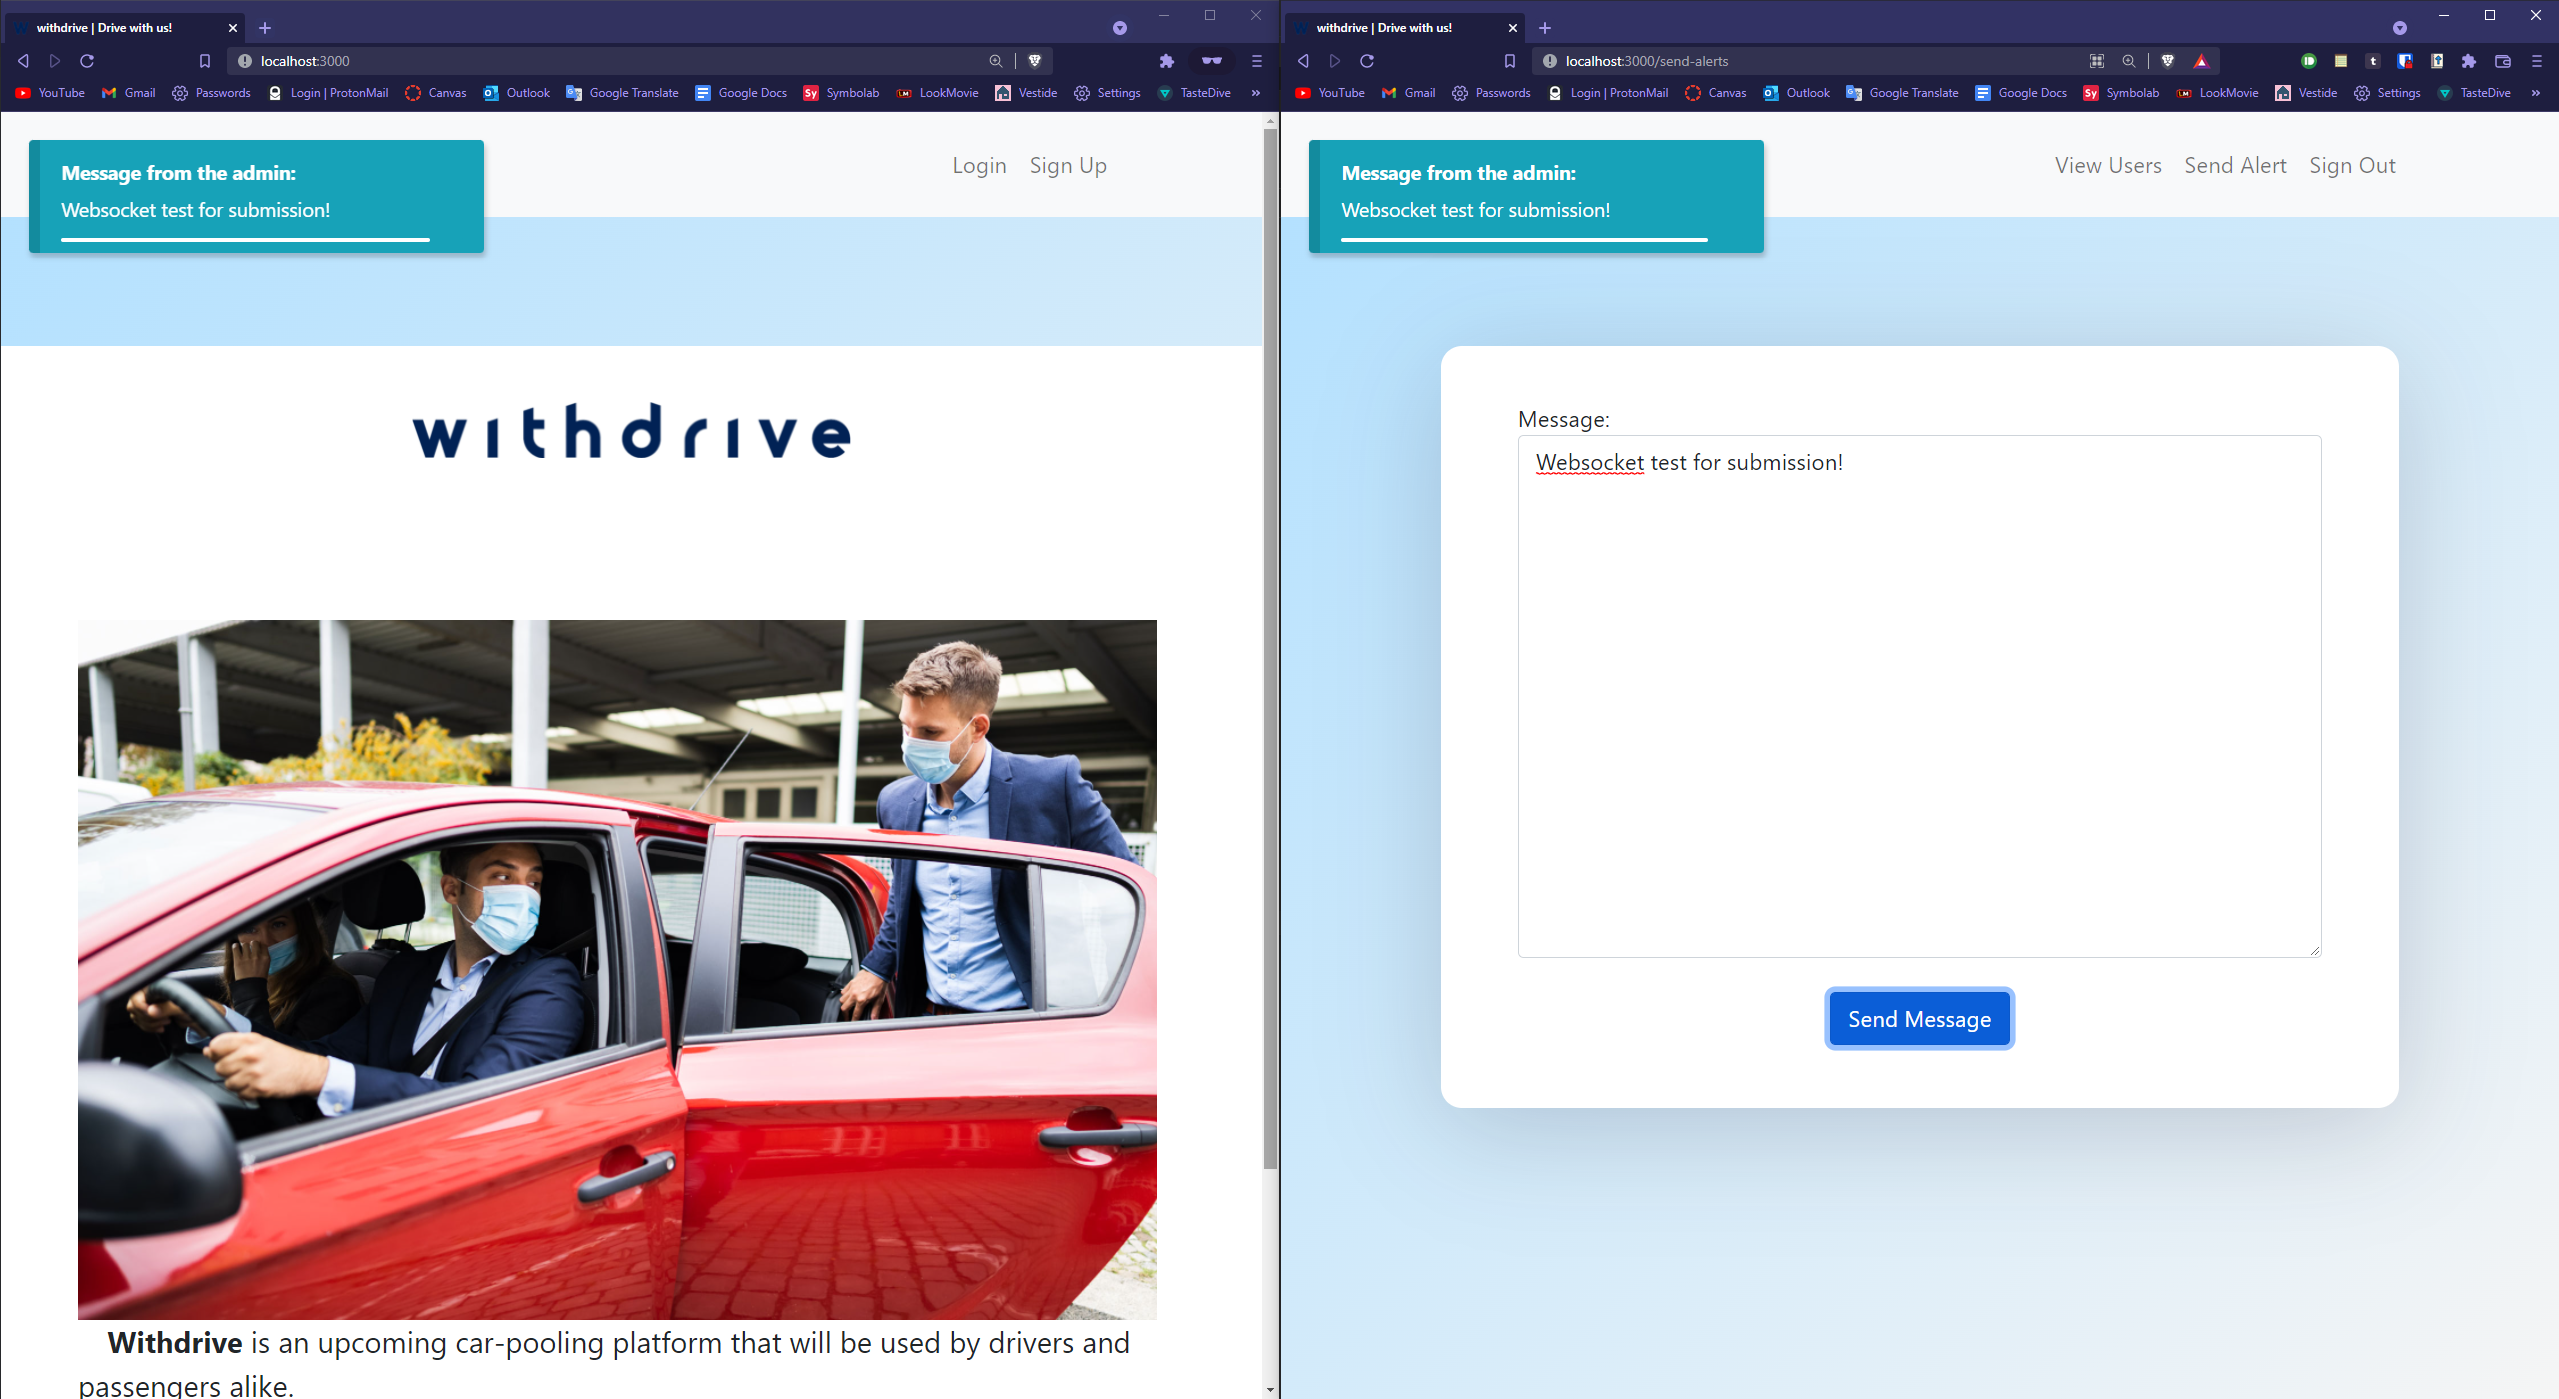 withdrive | Drive with us!
localhost:3000
YouTube Gmail Passwords Login | ProtonMail Canvas Outlook Google Translate Google Docs Symbolab LookMovie Vestide Settings TasteDive »
Login Sign Up
Message from the admin:
Websocket test for submission!
withdrive
Withdrive is an upcoming car-pooling platform that will be used by drivers and
passengers alike.
withdrive | Drive with us!
localhost:3000/send-alerts
YouTube Gmail Passwords Login | ProtonMail Canvas Outlook Google Translate Google Docs Symbolab LookMovie Vestide Settings TasteDive »
View Users Send Alert Sign Out
Message from the admin:
Websocket test for submission!
Message:
Websocket test for submission!
Send Message